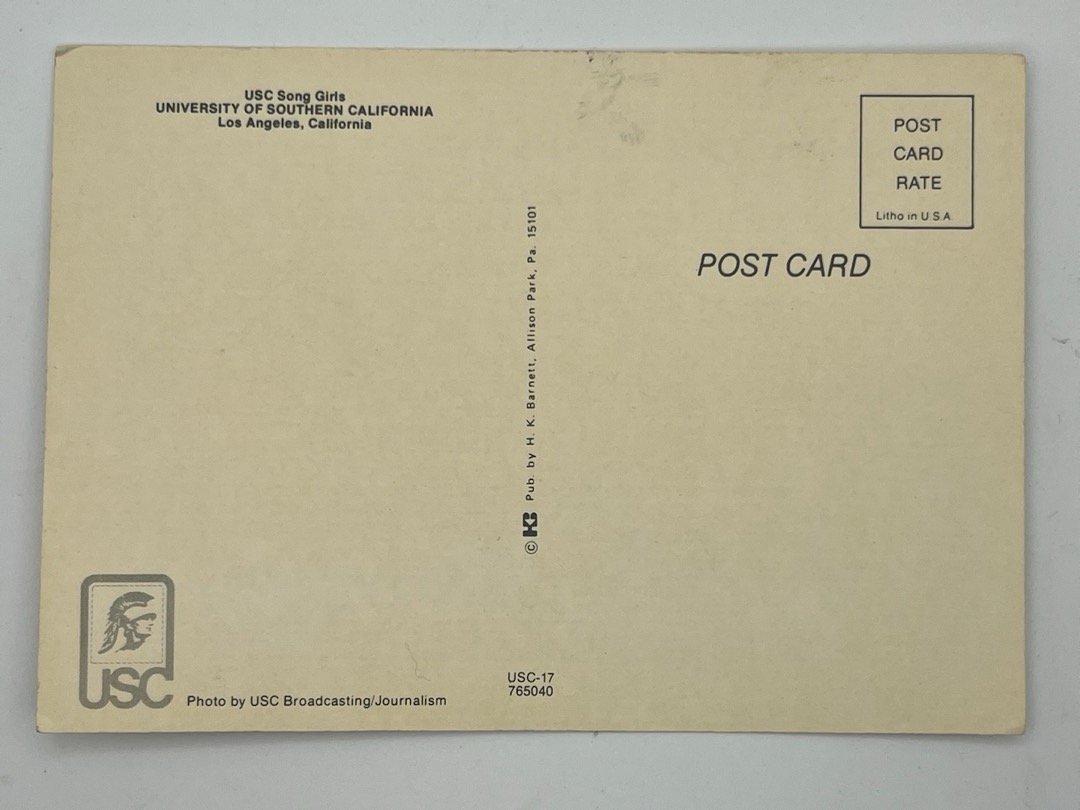 USC Song Girls
UNIVERSITY OF SOUTHERN CALIFORNIA
Los Angeles, California
POST
CARD
RATE
Litho in U.S.A.
POST CARD
© KB Pub. by H. K. Barnett, Allison Park, Pa. 15101
USC
Photo by USC Broadcasting/Journalism
USC-17
765040